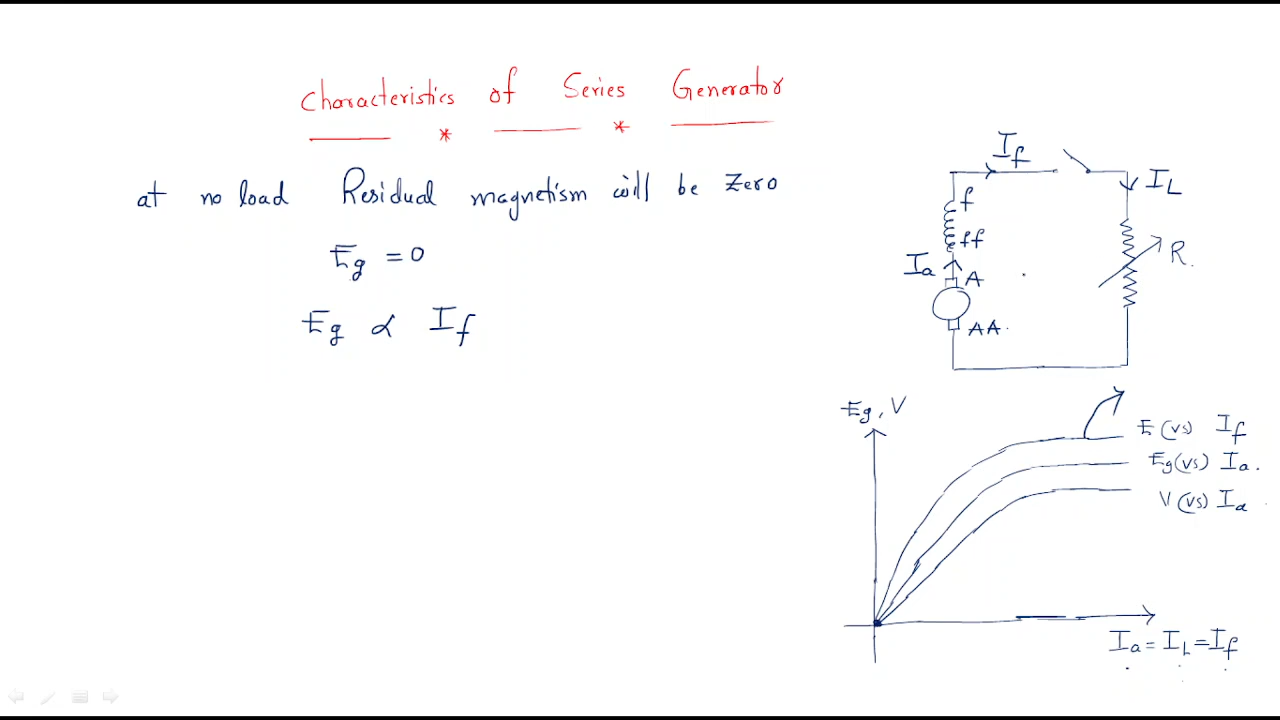 Characteristics of Series Generator
at no load Residual magnetism will be Zero
Eg = 0
Eg ∝ If
If
IL
f
ff
Ia
A
AA.
R.
Eg, V
E (vs) If
Eg (vs) Ia.
V (vs) Ia
Ia = IL = If